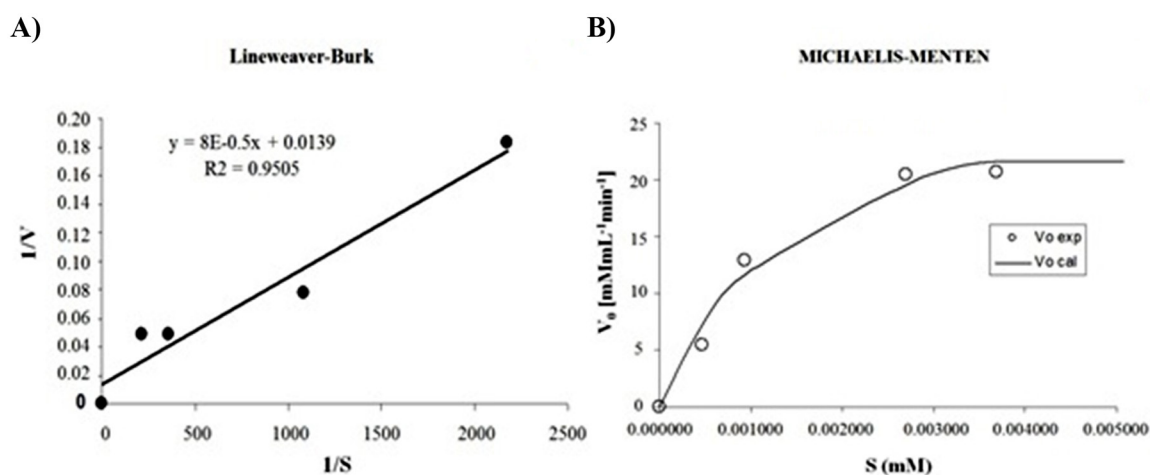 A)
Lineweaver-Burk
y = 8E-0.5x + 0.0139
R2 = 0.9505
1/V
0.20
0.18
0.16
0.14
0.12
0.10
0.08
0.06
0.04
0.02
0
0 500 1000 1500 2000 2500
1/S
B)
MICHAELIS-MENTEN
V₀ [mMmL⁻¹min⁻¹]
25
20
15
10
5
0
Vo exp
Vo cal
0.000000 0.001000 0.002000 0.003000 0.004000 0.005000
S (mM)